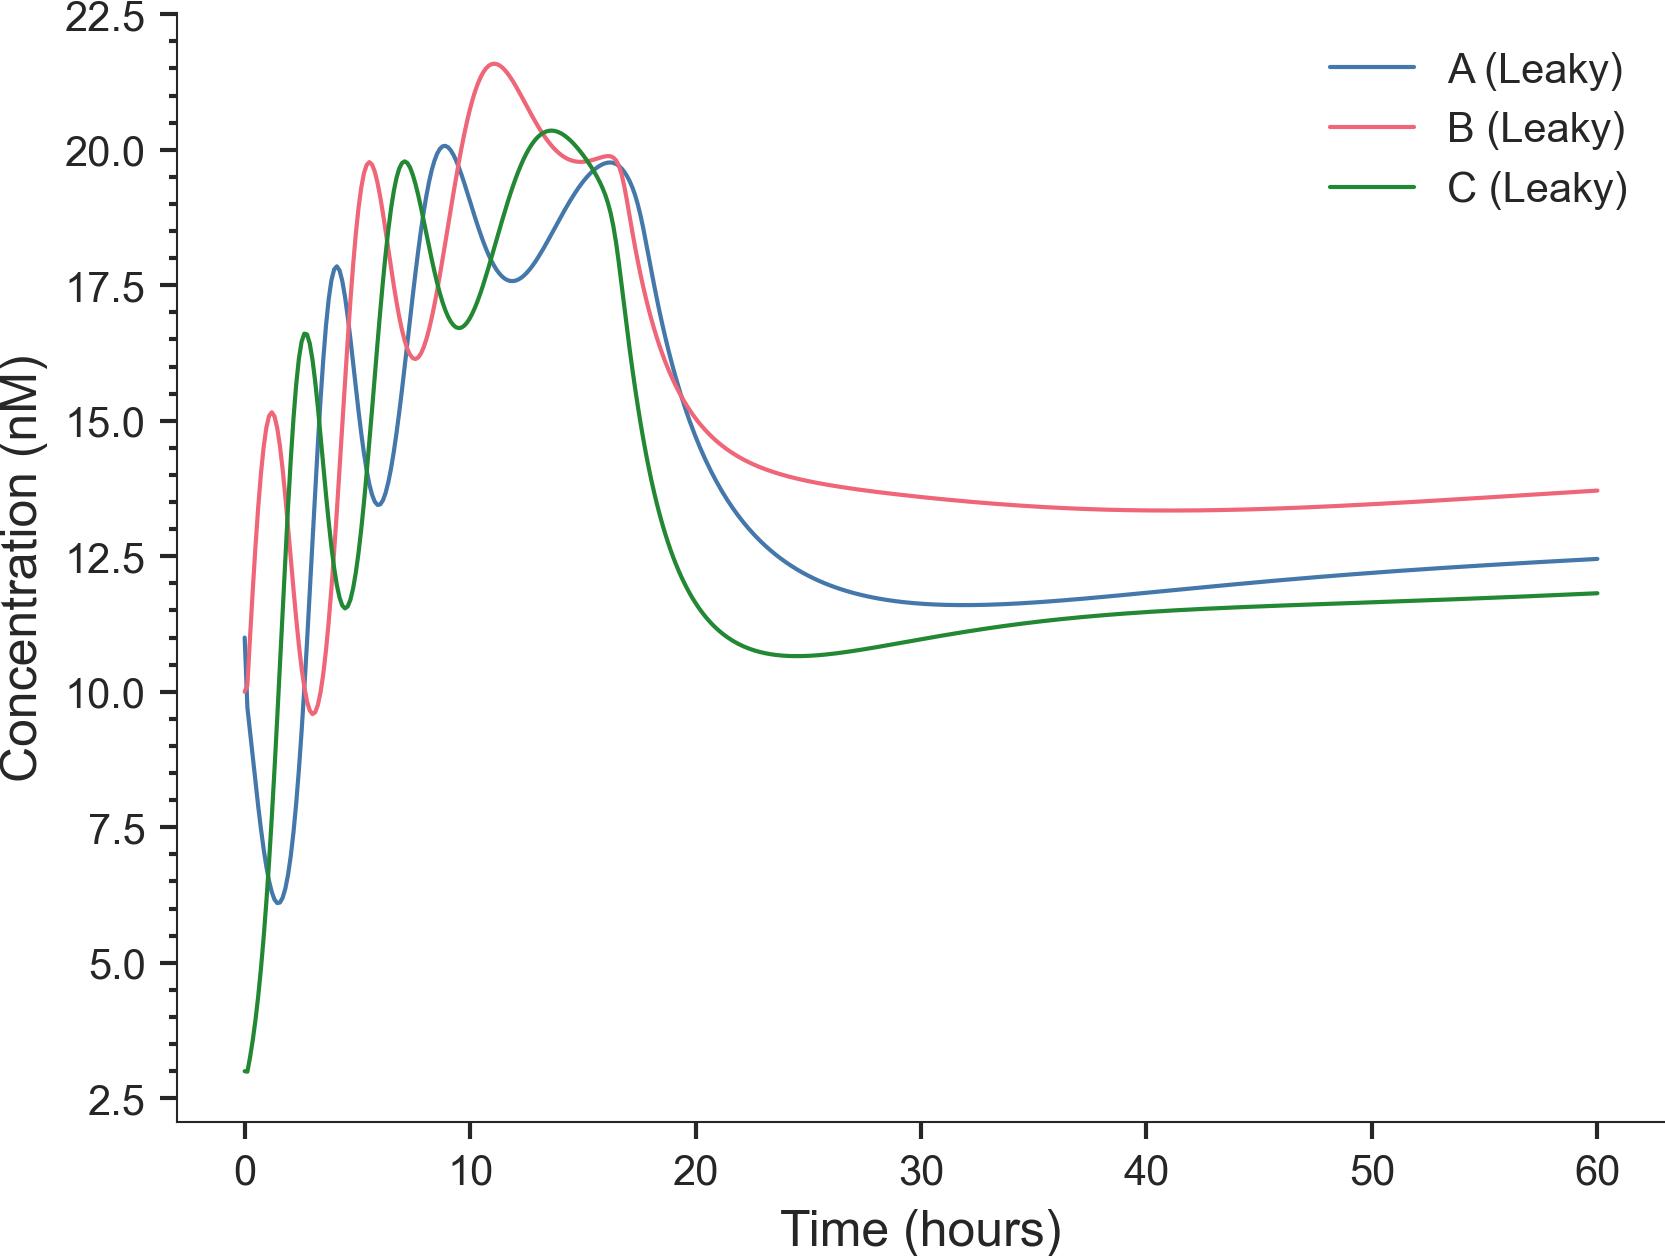 22.5
20.0
17.5
15.0
12.5
10.0
7.5
5.0
2.5
Concentration (nM)
A (Leaky)
B (Leaky)
C (Leaky)
0 10 20 30 40 50 60
Time (hours)